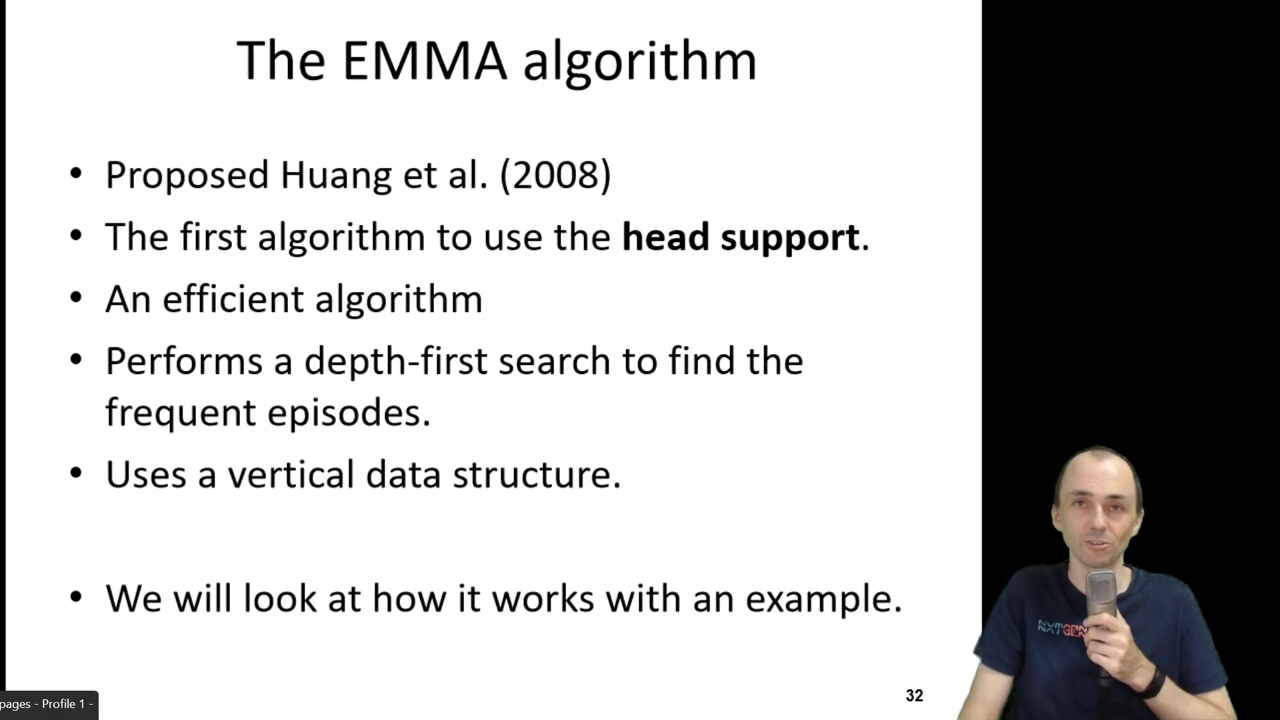 The EMMA algorithm
• Proposed Huang et al. (2008)
• The first algorithm to use the head support.
• An efficient algorithm
• Performs a depth-first search to find the
frequent episodes.
• Uses a vertical data structure.
• We will look at how it works with an example.
32
pages - Profile 1 -